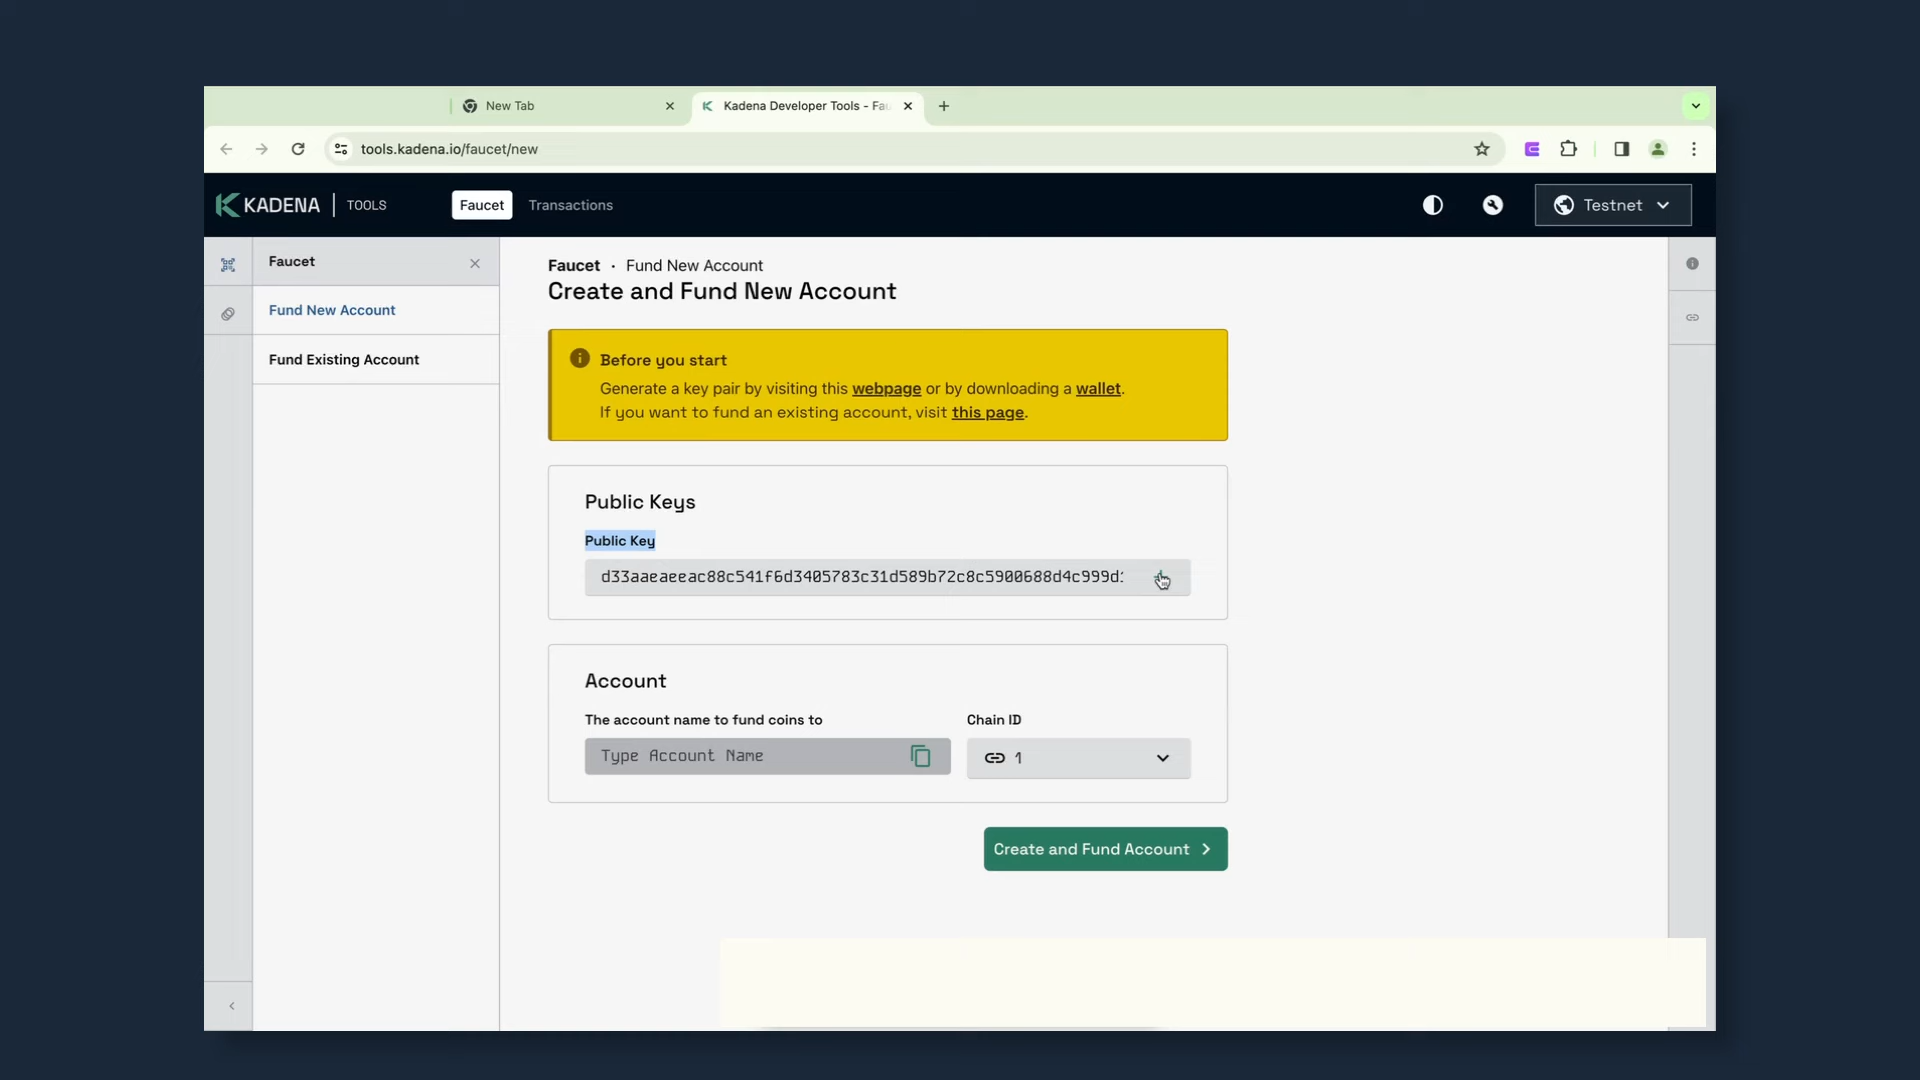 New Tab
Kadena Developer Tools - Fau
tools.kadena.io/faucet/new
KADENA TOOLS
Faucet
Transactions
Testnet
Faucet
Fund New Account
Fund Existing Account
Faucet · Fund New Account
Create and Fund New Account
Before you start
Generate a key pair by visiting this webpage or by downloading a wallet.
If you want to fund an existing account, visit this page.
Public Keys
Public Key
d33aaeaeeac88c541f6d3405783c31d589b72c8c5900688d4c999d
Account
The account name to fund coins to
Chain ID
Type Account Name
1
Create and Fund Account